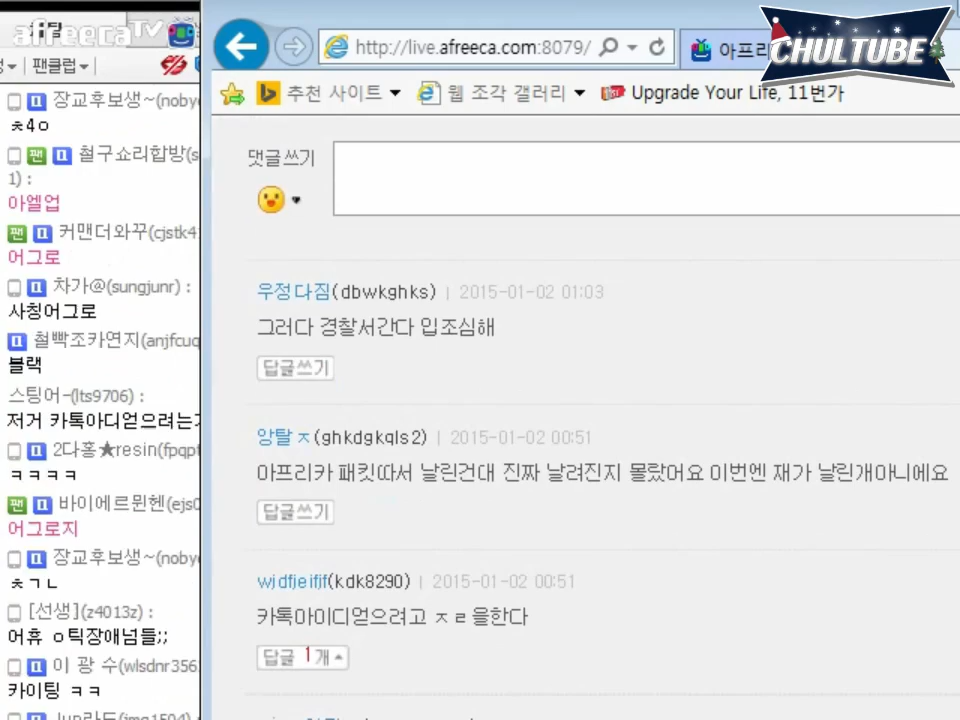 afreecaTV
팬클럽
장교후보생~(noby
ㅊ4ㅇ
팬 철구쇼리합방(s
1) :
아엘업
팬 커맨더와꾸(cjstk4
어그로
차가@(sungjunr) :
사칭어그로
철빡조카연지(anjfcuq
블랙
스팅어-(lts9706) :
저거 카톡아디얻으려는
2다홍★resin(fpqpf
ㅋㅋㅋㅋ
팬 바이에르뮌헨(ejs0
어그로지
장교후보생~(noby
ㅊㄱㄴ
[선생](z4013z) :
어휴 ㅇ틱장애넘들;;
이 광 수(wlsdnr356
카이팅 ㅋㅋ
http://live.afreeca.com:8079/
아프리
CHULTUBE
추천 사이트
웹 조각 갤러리
Upgrade Your Life, 11번가
댓글쓰기
우정다짐(dbwkghks) | 2015-01-02 01:03
그러다 경찰서간다 입조심해
답글쓰기
앙탈ㅈ(ghkdgkqls2) | 2015-01-02 00:51
아프리카 패킷따서 날린건대 진짜 날려진지 몰랐어요 이번엔 재가 날린개아니에요
답글쓰기
widfjeifjf(kdk8290) | 2015-01-02 00:51
카톡아이디얻으려고 ㅈㄹ을한다
답글 1개